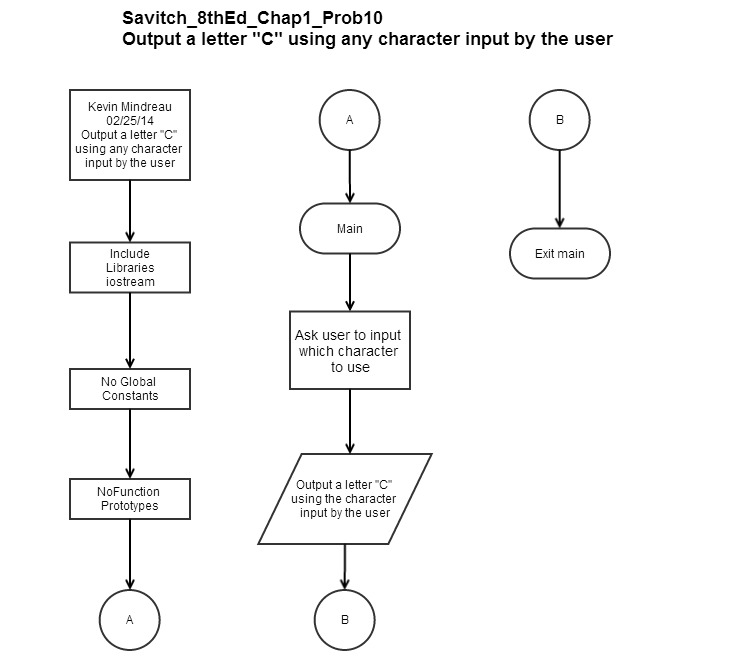 Savitch_8thEd_Chap1_Prob10
Output a letter "C" using any character input by the user
Kevin Mindreau
02/25/14
Output a letter "C"
using any character
input by the user
Include
Libraries
iostream
No Global
Constants
NoFunction
Prototypes
A
A
Main
Ask user to input
which character
to use
Output a letter "C"
using the character
input by the user
B
B
Exit main